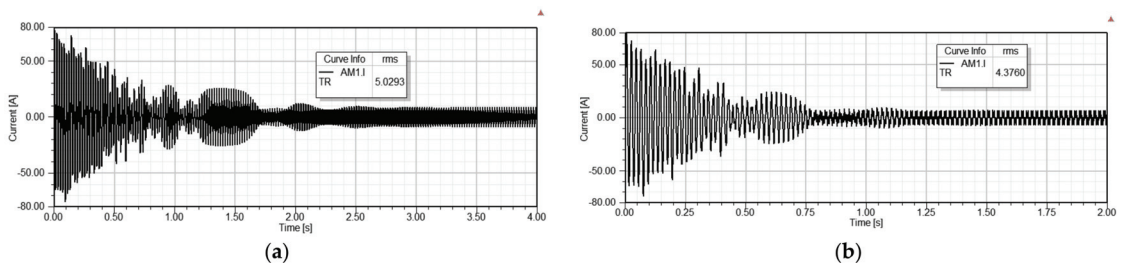 80.00
50.00
0.00
-50.00
-80.00
Current [A]
Curve Info rms
AM1.I
TR 5.0293
0.00 0.50 1.00 1.50 2.00 2.50 3.00 3.50 4.00
Time [s]
(a)
80.00
50.00
0.00
-50.00
-80.00
Current [A]
Curve Info rms
AM1.I
TR 4.3760
0.00 0.25 0.50 0.75 1.00 1.25 1.50 1.75 2.00
Time [s]
(b)